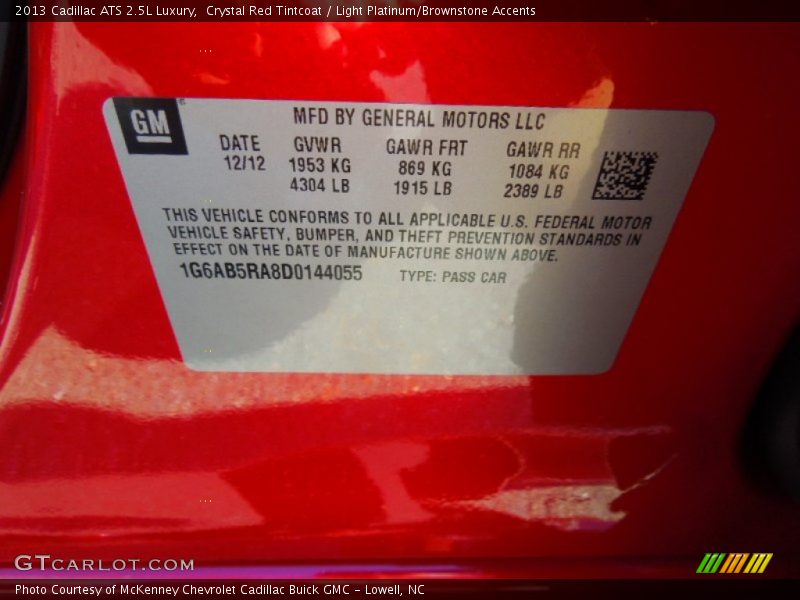 2013 Cadillac ATS 2.5L Luxury,  Crystal Red Tintcoat / Light Platinum/Brownstone Accents
GM
MFD BY GENERAL MOTORS LLC
DATE GVWR GAWR FRT GAWR RR
12/12 1953 KG 869 KG 1084 KG
4304 LB 1915 LB 2389 LB
THIS VEHICLE CONFORMS TO ALL APPLICABLE U.S. FEDERAL MOTOR
VEHICLE SAFETY, BUMPER, AND THEFT PREVENTION STANDARDS IN
EFFECT ON THE DATE OF MANUFACTURE SHOWN ABOVE.
1G6AB5RA8D0144055 TYPE: PASS CAR
GTCARLOT.COM
Photo Courtesy of McKenney Chevrolet Cadillac Buick GMC - Lowell, NC